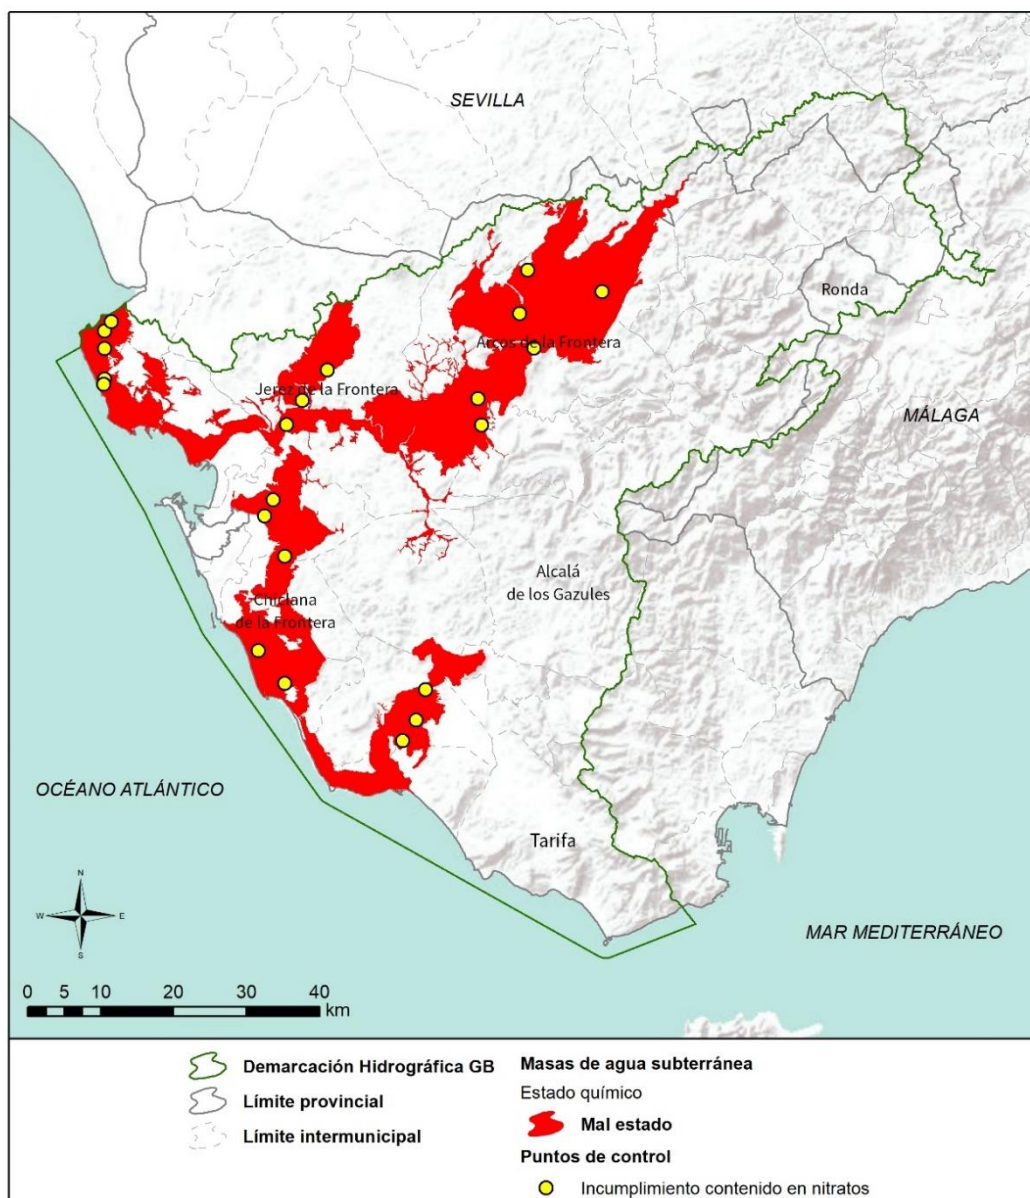 SEVILLA
Ronda
Arcos de la Frontera
Jerez de la Frontera
MÁLAGA
Alcalá
de los Gazules
Chiclana
de la Frontera
OCÉANO ATLÁNTICO
Tarifa
MAR MEDITERRÁNEO
N
W E
S
0 5 10 20 30 40
km
Demarcación Hidrográfica GB
Límite provincial
Límite intermunicipal
Masas de agua subterránea
Estado químico
Mal estado
Puntos de control
Incumplimiento contenido en nitratos